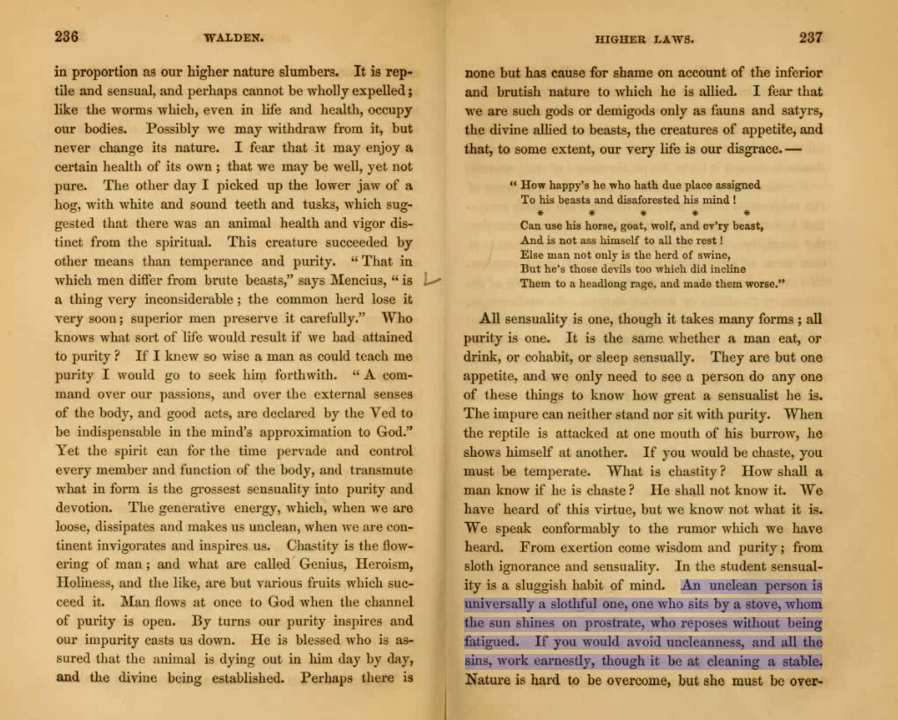 236
WALDEN.
in proportion as our higher nature slumbers. It is rep-
tile and sensual, and perhaps cannot be wholly expelled;
like the worms which, even in life and health, occupy
our bodies. Possibly we may withdraw from it, but
never change its nature. I fear that it may enjoy a
certain health of its own; that we may be well, yet not
pure. The other day I picked up the lower jaw of a
hog, with white and sound teeth and tusks, which sug-
gested that there was an animal health and vigor dis-
tinct from the spiritual. This creature succeeded by
other means than temperance and purity. "That in
which men differ from brute beasts," says Mencius, "is
a thing very inconsiderable; the common herd lose it
very soon; superior men preserve it carefully." Who
knows what sort of life would result if we had attained
to purity? If I knew so wise a man as could teach me
purity I would go to seek him forthwith. "A com-
mand over our passions, and over the external senses
of the body, and good acts, are declared by the Ved to
be indispensable in the mind's approximation to God."
Yet the spirit can for the time pervade and control
every member and function of the body, and transmute
what in form is the grossest sensuality into purity and
devotion. The generative energy, which, when we are
loose, dissipates and makes us unclean, when we are con-
tinent invigorates and inspires us. Chastity is the flow-
ering of man; and what are called Genius, Heroism,
Holiness, and the like, are but various fruits which suc-
ceed it. Man flows at once to God when the channel
of purity is open. By turns our purity inspires and
our impurity casts us down. He is blessed who is as-
sured that the animal is dying out in him day by day,
and the divine being established. Perhaps there is
HIGHER LAWS.
237
none but has cause for shame on account of the inferior
and brutish nature to which he is allied. I fear that
we are such gods or demigods only as fauns and satyrs,
the divine allied to beasts, the creatures of appetite, and
that, to some extent, our very life is our disgrace.—
"How happy's he who hath due place assigned
To his beasts and disaforested his mind!
* * * * *
Can use his horse, goat, wolf, and ev'ry beast,
And is not ass himself to all the rest!
Else man not only is the herd of swine,
But he's those devils too which did incline
Them to a headlong rage, and made them worse."
All sensuality is one, though it takes many forms; all
purity is one. It is the same whether a man eat, or
drink, or cohabit, or sleep sensually. They are but one
appetite, and we only need to see a person do any one
of these things to know how great a sensualist he is.
The impure can neither stand nor sit with purity. When
the reptile is attacked at one mouth of his burrow, he
shows himself at another. If you would be chaste, you
must be temperate. What is chastity? How shall a
man know if he is chaste? He shall not know it. We
have heard of this virtue, but we know not what it is.
We speak conformably to the rumor which we have
heard. From exertion come wisdom and purity; from
sloth ignorance and sensuality. In the student sensual-
ity is a sluggish habit of mind. An unclean person is
universally a slothful one, one who sits by a stove, whom
the sun shines on prostrate, who reposes without being
fatigued. If you would avoid uncleanness, and all the
sins, work earnestly, though it be at cleaning a stable.
Nature is hard to be overcome, but she must be over-